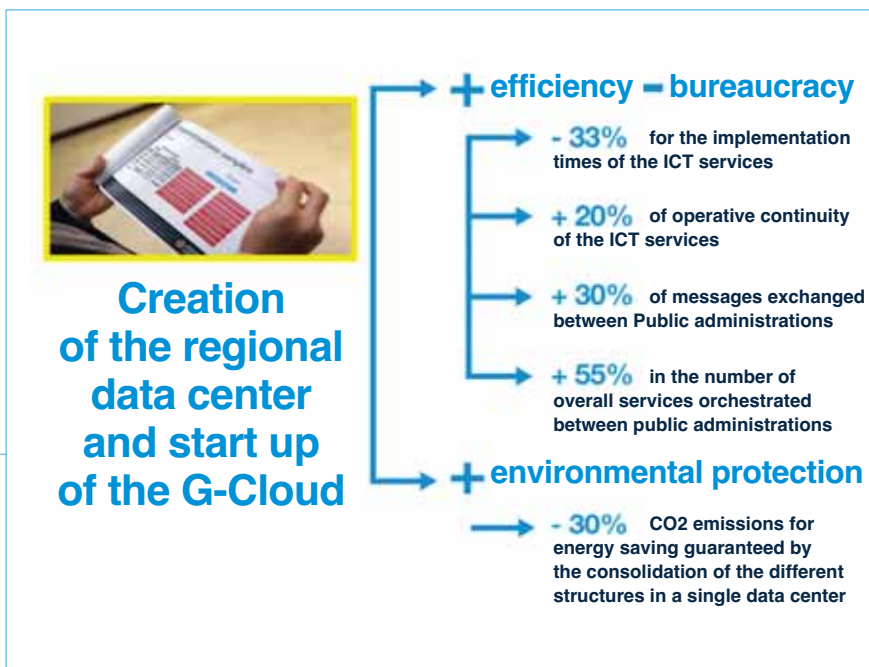 Creation
of the regional
data center
and start up
of the G-Cloud
+ efficiency - bureaucracy
- 33% for the implementation
times of the ICT services
+ 20% of operative continuity
of the ICT services
+ 30% of messages exchanged
between Public administrations
+ 55% in the number of
overall services orchestrated
between public administrations
+ environmental protection
- 30% CO2 emissions for
energy saving guaranteed by
the consolidation of the different
structures in a single data center